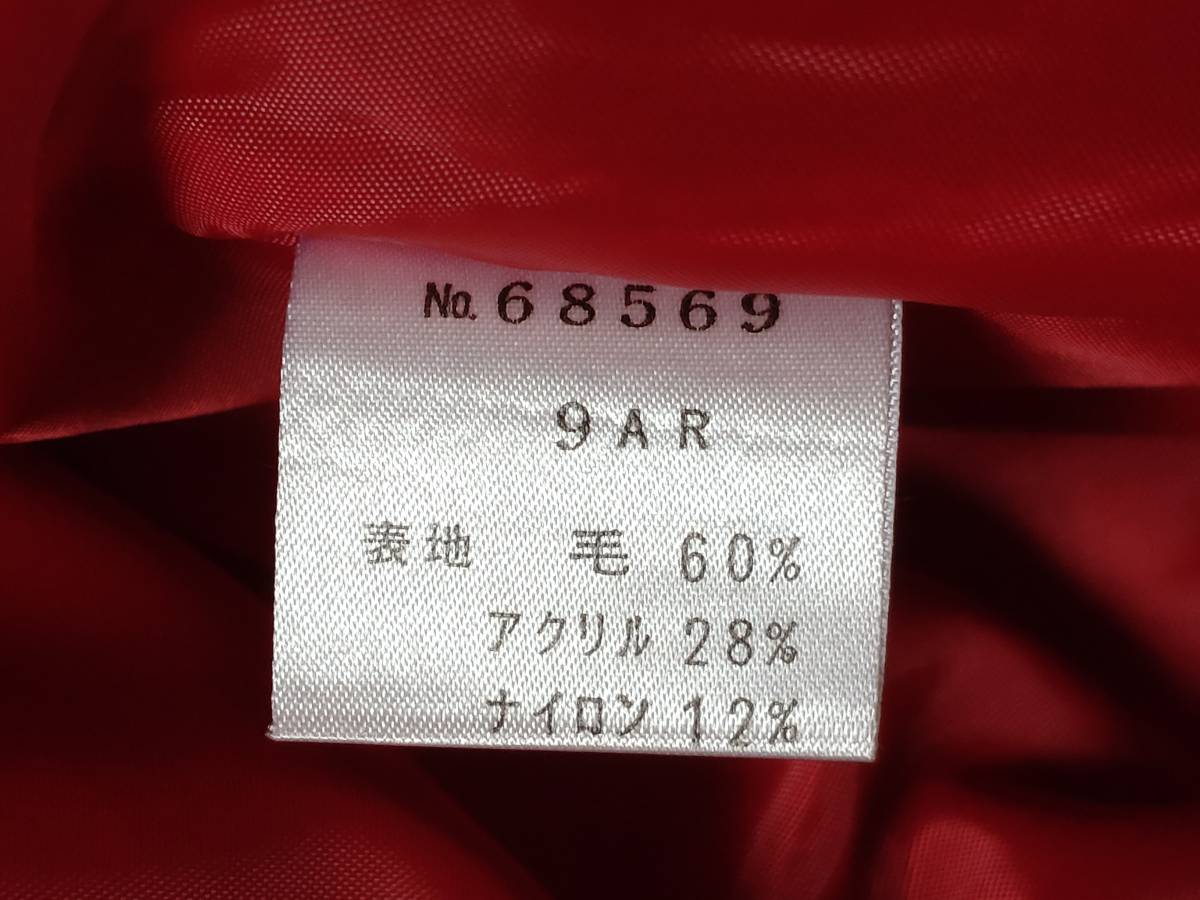 No.68569
9AR
表地 毛 60%
アクリル 28%
ナイロン 12%